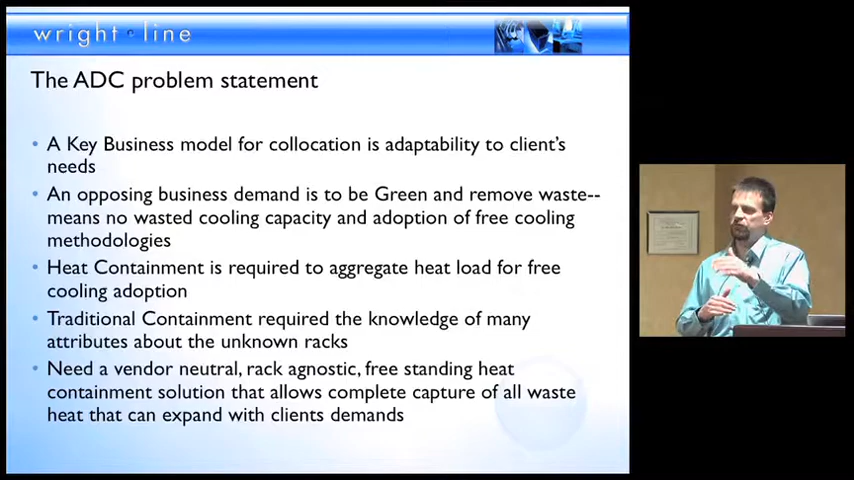 wright line
The ADC problem statement
• A Key Business model for collocation is adaptability to client's
needs
• An opposing business demand is to be Green and remove waste--
means no wasted cooling capacity and adoption of free cooling
methodologies
• Heat Containment is required to aggregate heat load for free
cooling adoption
• Traditional Containment required the knowledge of many
attributes about the unknown racks
• Need a vendor neutral, rack agnostic, free standing heat
containment solution that allows complete capture of all waste
heat that can expand with clients demands